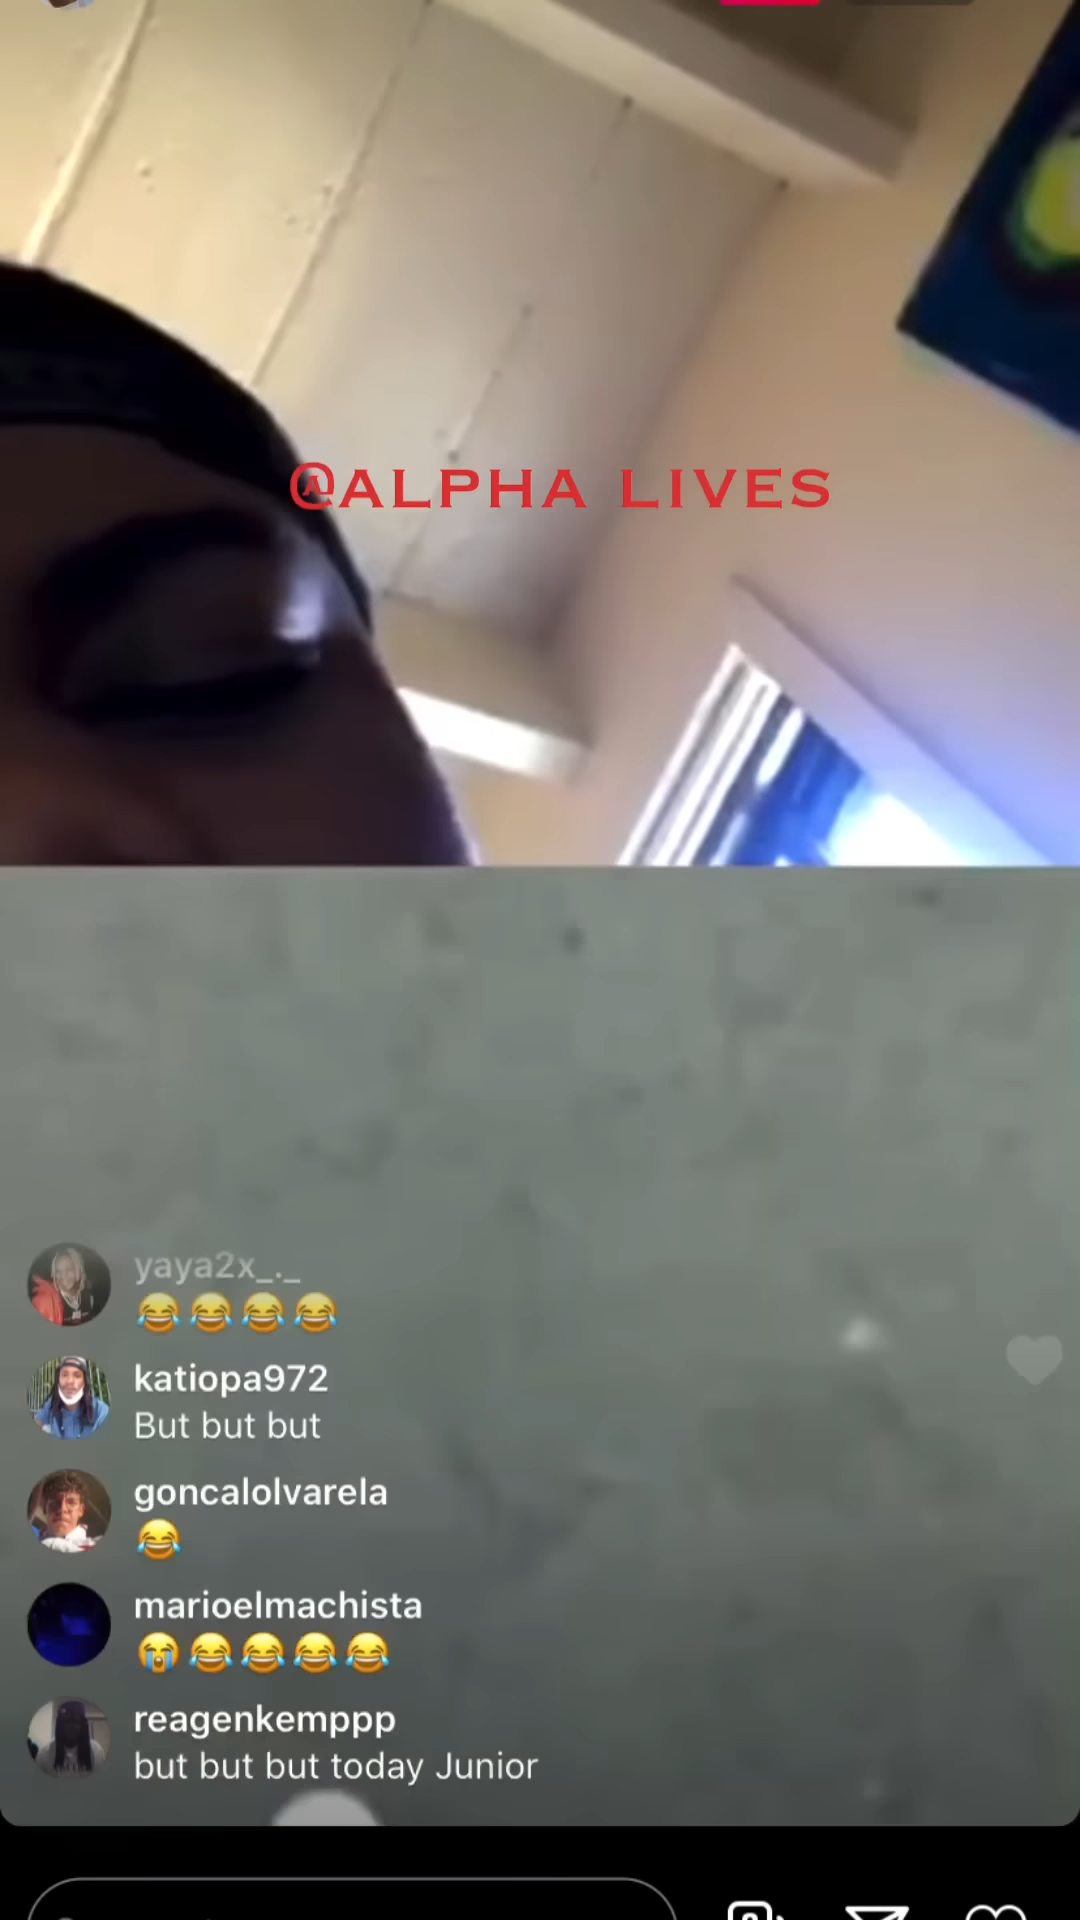 @ALPHA LIVES
yaya2x_._
😂😂😂😂
katiopa972
But but but
goncalolvarela
😂
marioelmachista
😭😂😂😂😂
reagenkemppp
but but but today Junior